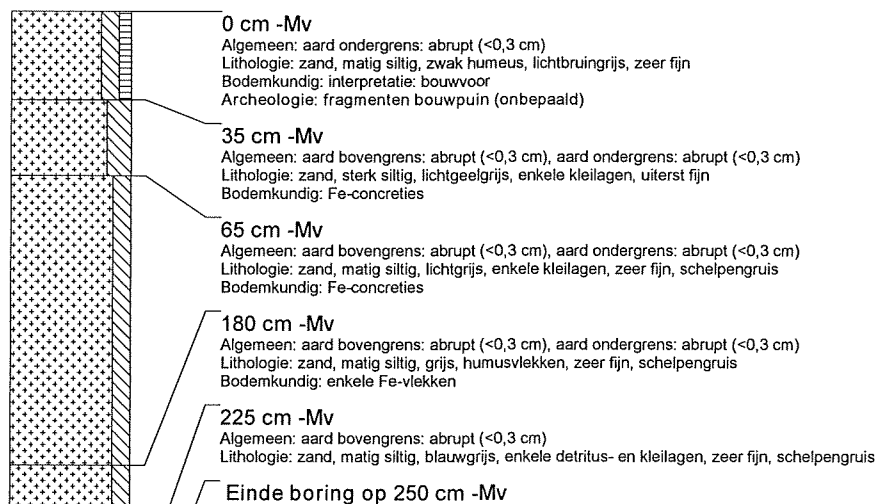 0 cm -Mv
Algemeen: aard ondergrens: abrupt (<0,3 cm)
Lithologie: zand, matig siltig, zwak humeus, lichtbruingrijs, zeer fijn
Bodemkundig: interpretatie: bouwvoor
Archeologie: fragmenten bouwpuin (onbepaald)
35 cm -Mv
Algemeen: aard bovengrens: abrupt (<0,3 cm), aard ondergrens: abrupt (<0,3 cm)
Lithologie: zand, sterk siltig, lichtgeelgrijs, enkele kleilagen, uiterst fijn
Bodemkundig: Fe-concreties
65 cm -Mv
Algemeen: aard bovengrens: abrupt (<0,3 cm), aard ondergrens: abrupt (<0,3 cm)
Lithologie: zand, matig siltig, lichtgrijs, enkele kleilagen, zeer fijn, schelpengruis
Bodemkundig: Fe-concreties
180 cm -Mv
Algemeen: aard bovengrens: abrupt (<0,3 cm), aard ondergrens: abrupt (<0,3 cm)
Lithologie: zand, matig siltig, grijs, humusvlekken, zeer fijn, schelpengruis
Bodemkundig: enkele Fe-vlekken
225 cm -Mv
Algemeen: aard bovengrens: abrupt (<0,3 cm)
Lithologie: zand, matig siltig, blauwgrijs, enkele detritus- en kleilagen, zeer fijn, schelpengruis
Einde boring op 250 cm -Mv